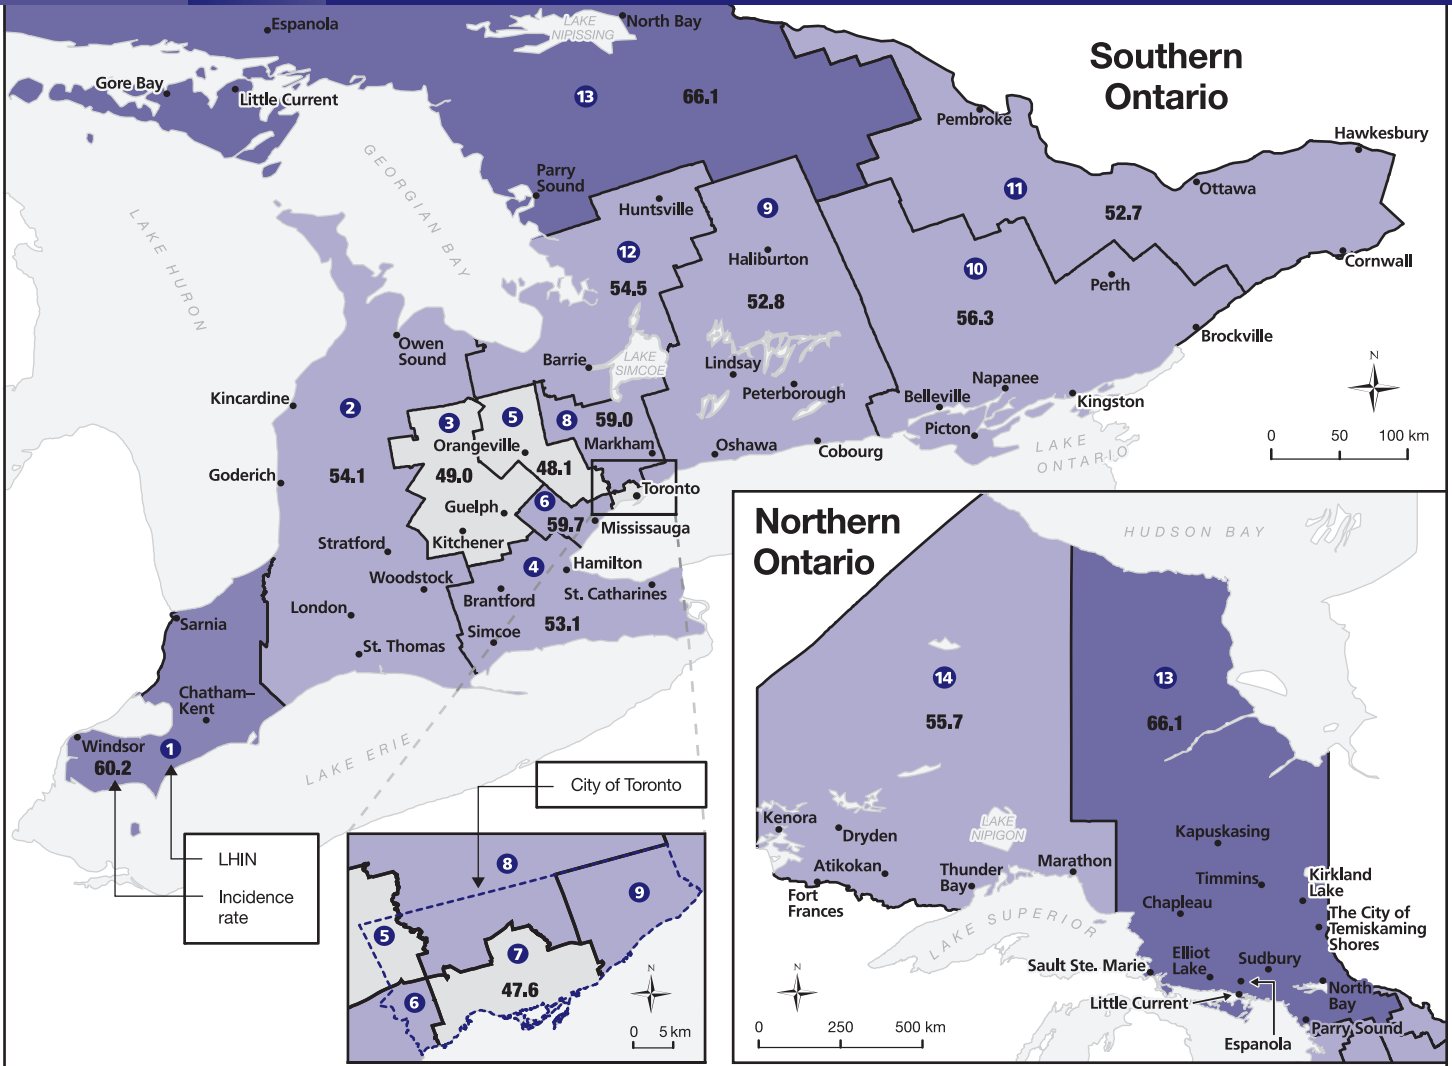 Espanola
LAKE
NIPISSING
North Bay
Southern
Ontario
Gore Bay
Little Current
13
66.1
Pembroke
Hawkesbury
GEORGIAN BAY
Parry
Sound
Huntsville
9
11
Ottawa
52.7
LAKE HURON
12
54.5
Haliburton
52.8
10
56.3
Perth
Cornwall
Brockville
Owen
Sound
Barrie
LAKE
SIMCOE
Lindsay
Peterborough
Napanee
Belleville
Kingston
Picton
N
0 50 100 km
Kincardine
2
3
5
8
59.0
Orangeville
Markham
Oshawa
Cobourg
LAKE
ONTARIO
Goderich
54.1
49.0
48.1
Toronto
Guelph
6
59.7
Mississauga
Kitchener
Stratford
4
Hamilton
Woodstock
Brantford
St. Catharines
London
Simcoe
53.1
St. Thomas
Sarnia
Chatham–
Kent
Windsor
60.2
1
LAKE ERIE
LHIN
Incidence
rate
City of Toronto
8
9
5
7
47.6
6
N
0 5 km
Northern
Ontario
HUDSON BAY
14
55.7
13
66.1
Kenora
Dryden
LAKE
NIPIGON
Kapuskasing
Atikokan
Thunder
Bay
Marathon
Timmins
Kirkland
Lake
Fort
Frances
Chapleau
The City of
Temiskaming
Shores
LAKE SUPERIOR
Sault Ste. Marie
Elliot
Lake
Sudbury
North
Bay
Little Current
Parry Sound
Espanola
N
0 250 500 km